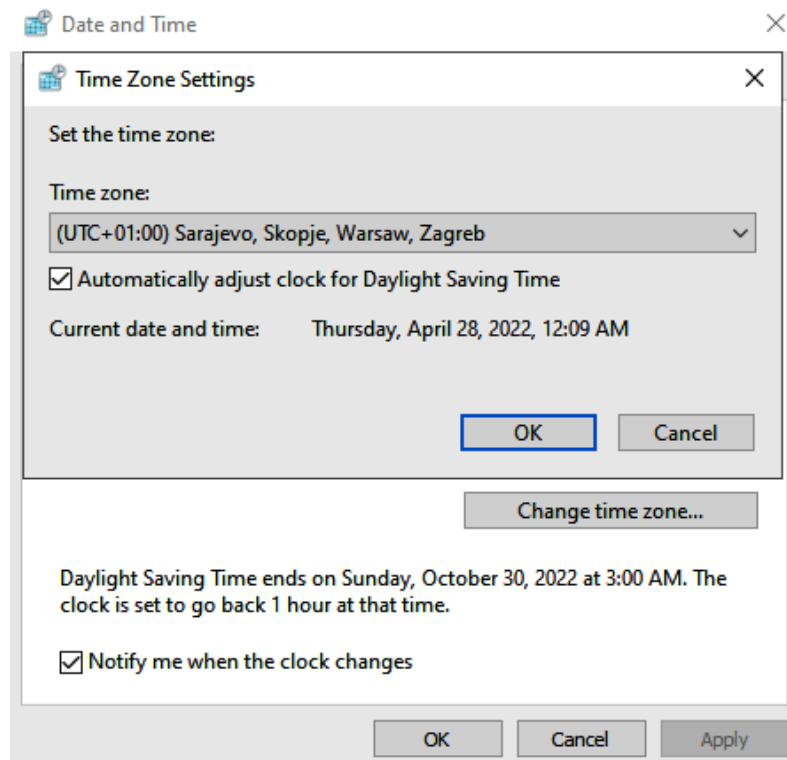 Date and Time
Time Zone Settings
Set the time zone:
Time zone:
(UTC+01:00) Sarajevo, Skopje, Warsaw, Zagreb
Automatically adjust clock for Daylight Saving Time
Current date and time: Thursday, April 28, 2022, 12:09 AM
OK Cancel
Change time zone...
Daylight Saving Time ends on Sunday, October 30, 2022 at 3:00 AM. The
clock is set to go back 1 hour at that time.
Notify me when the clock changes
OK Cancel Apply